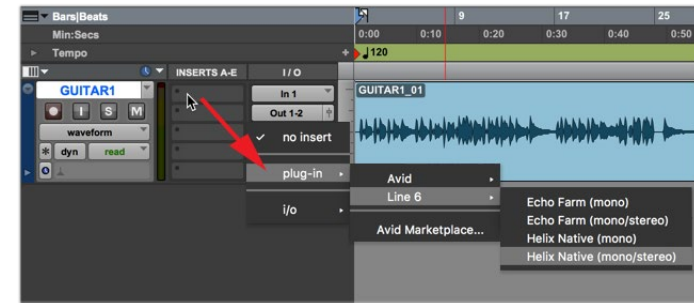 Bars|Beats 9 17 25
Min:Secs 0:00 0:10 0:20 0:30 0:40 0:50
Tempo + 120
INSERTS A-E I / O
GUITAR1 In 1 GUITAR1_01
I S M Out 1-2
waveform ✓ no insert
* dyn read plug-in Avid
Line 6
i/o
Avid Marketplace...
Echo Farm (mono)
Echo Farm (mono/stereo)
Helix Native (mono)
Helix Native (mono/stereo)